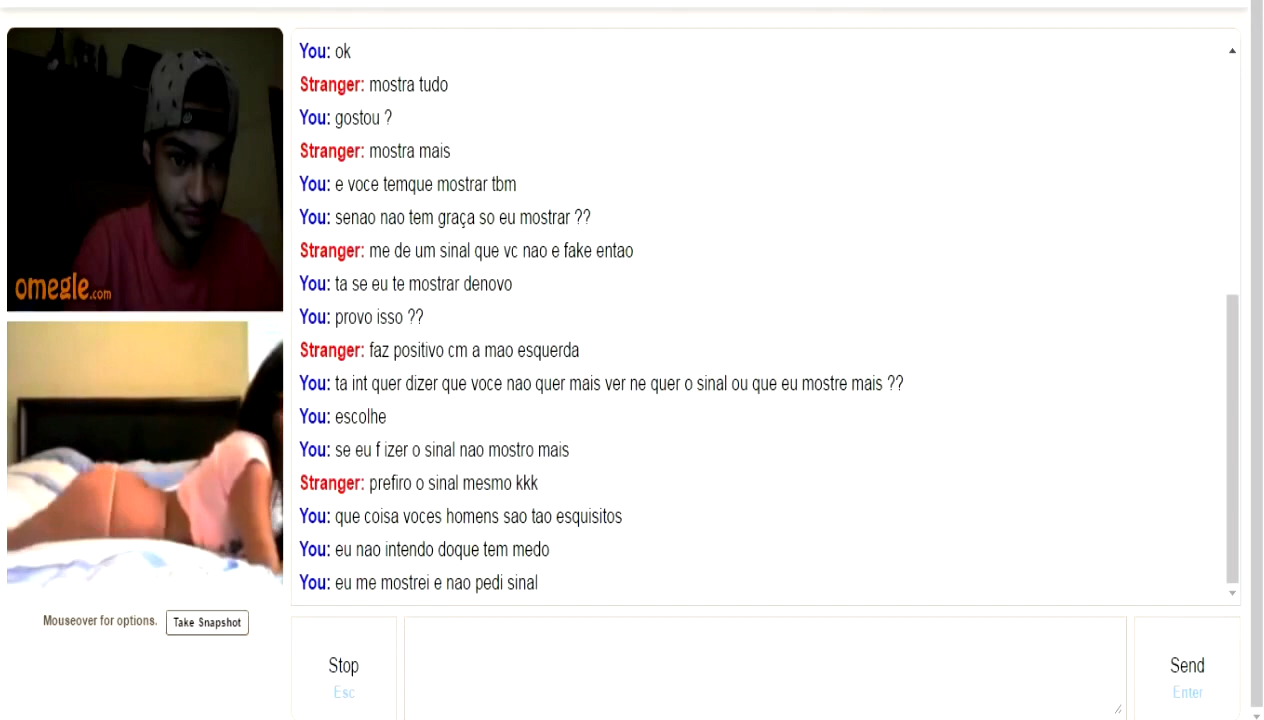 You: ok
Stranger: mostra tudo
You: gostou ?
Stranger: mostra mais
You: e voce temque mostrar tbm
You: senao nao tem graça so eu mostrar ??
Stranger: me de um sinal que vc nao e fake entao
You: ta se eu te mostrar denovo
You: provo isso ??
Stranger: faz positivo cm a mao esquerda
You: ta int quer dizer que voce nao quer mais ver ne quer o sinal ou que eu mostre mais ??
You: escolhe
You: se eu f izer o sinal nao mostro mais
Stranger: prefiro o sinal mesmo kkk
You: que coisa voces homens sao tao esquisitos
You: eu nao intendo doque tem medo
You: eu me mostrei e nao pedi sinal
omegle.com
Mouseover for options. Take Snapshot
Stop
Esc
Send
Enter